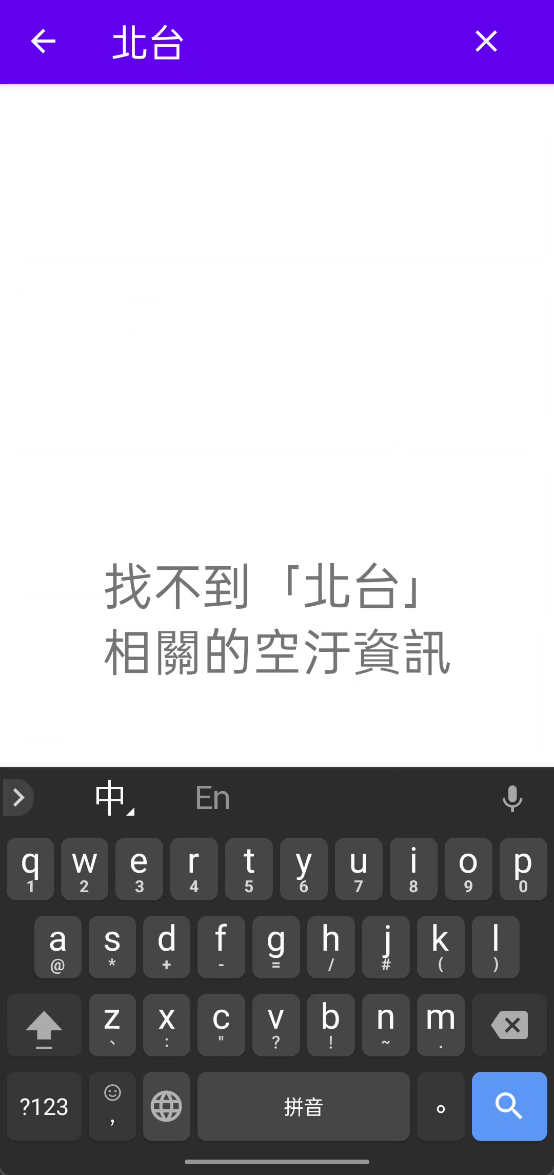 北台
找不到「北台」
相關的空汙資訊
中 En
q w e r t y u i o p
1 2 3 4 5 6 7 8 9 0
a s d f g h j k l
@ * + - = / # ( )
z x c v b n m
、 : " ? ! ~ .
?123 , 拼音 。